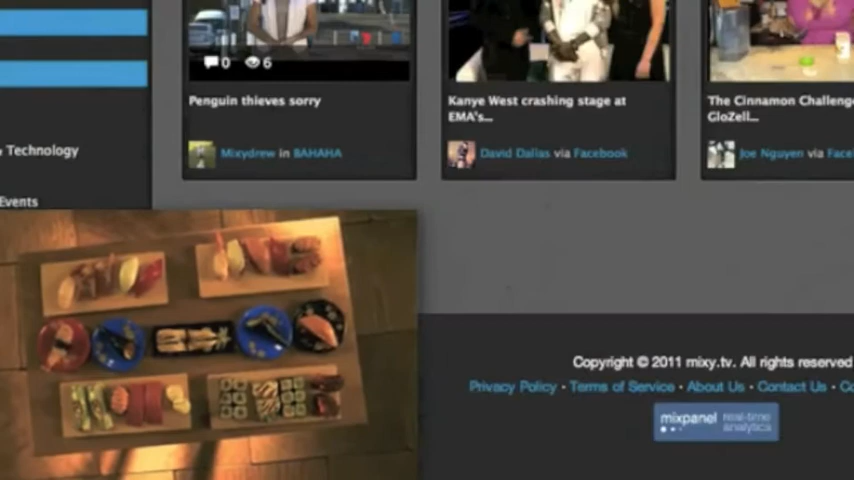 0 6
Penguin thieves sorry
Kanye West crashing stage at
EMA's...
The Cinnamon Challenge
GloZell...
Technology
Mixydrew in BAHAHA
David Dallas via Facebook
Joe Nguyen via Face
Events
Copyright © 2011 mixy.tv. All rights reserved
Privacy Policy • Terms of Service • About Us • Contact Us • Co
mixpanel real-time
analytics